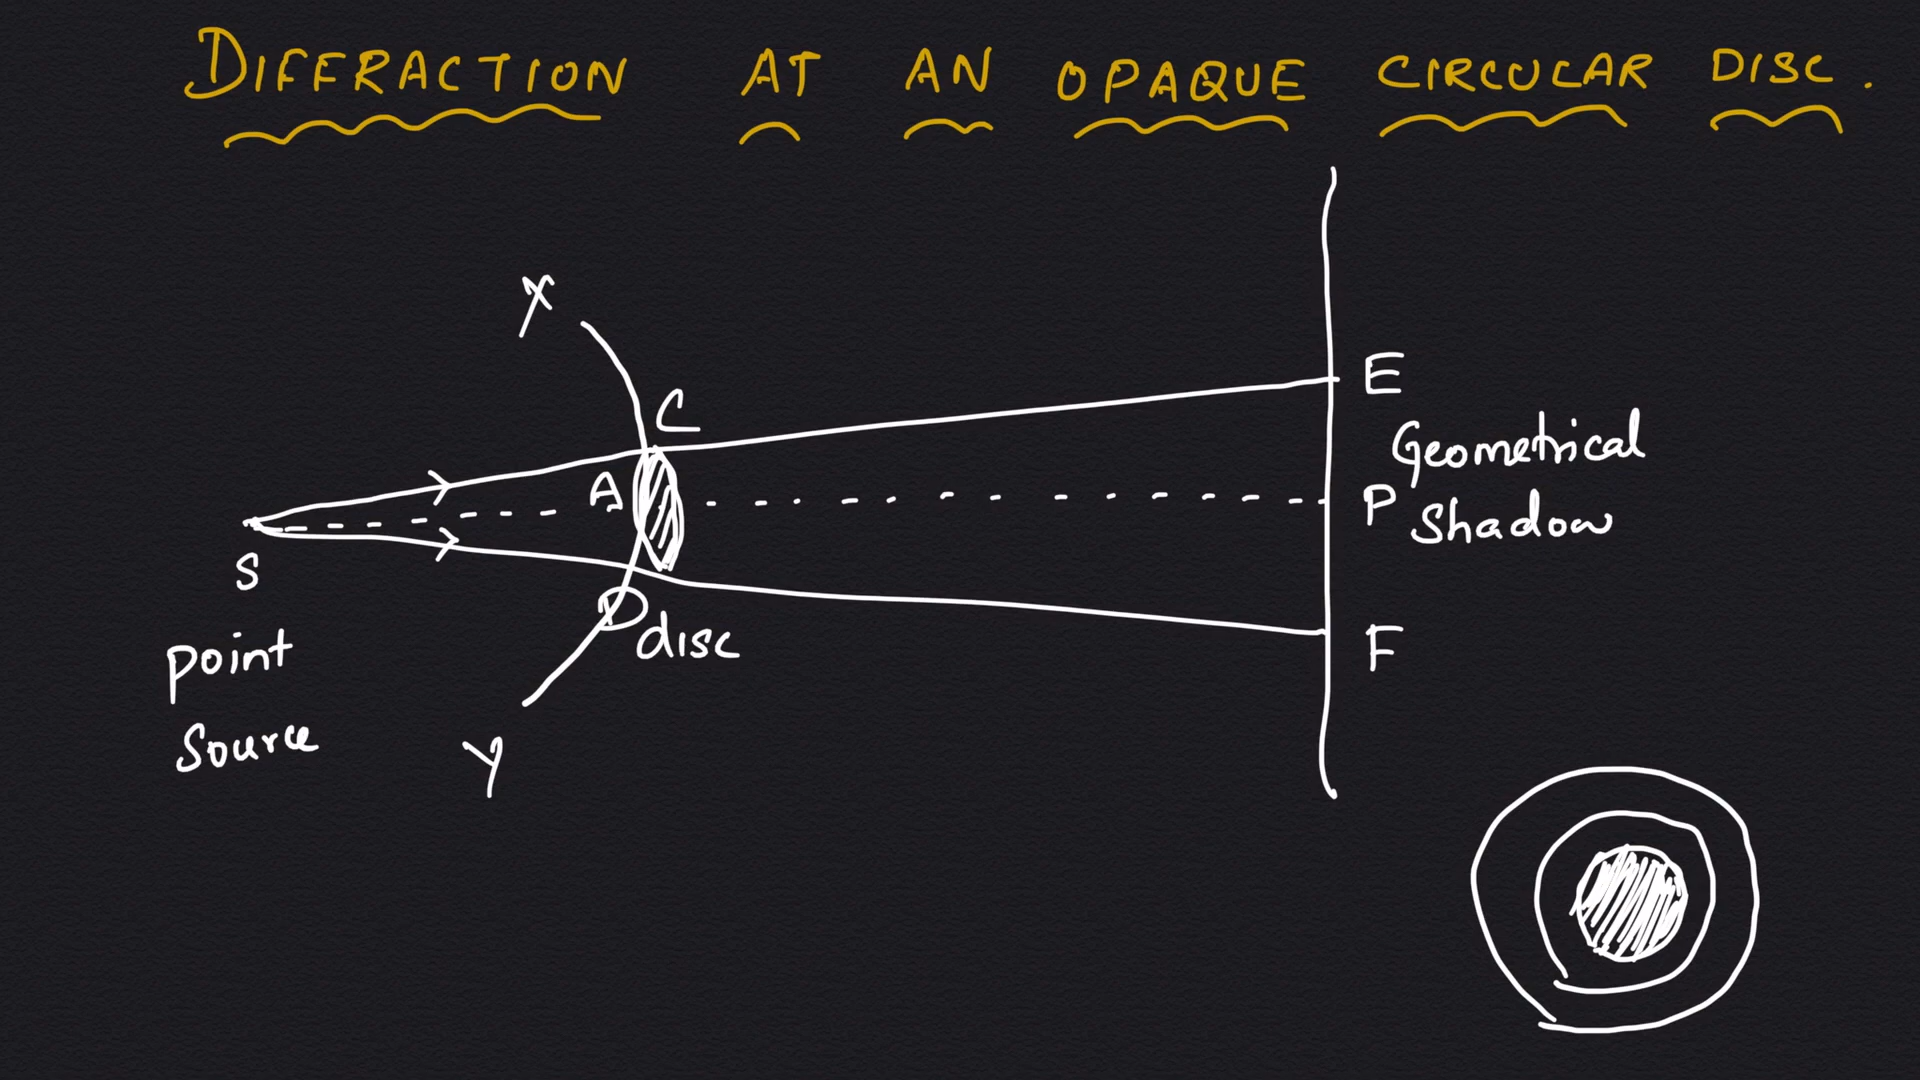 DIFFRACTION AT AN OPAQUE CIRCULAR DISC.
X
C
E
Geometrical
A
P
Shadow
S
D
disc
F
point
source
Y